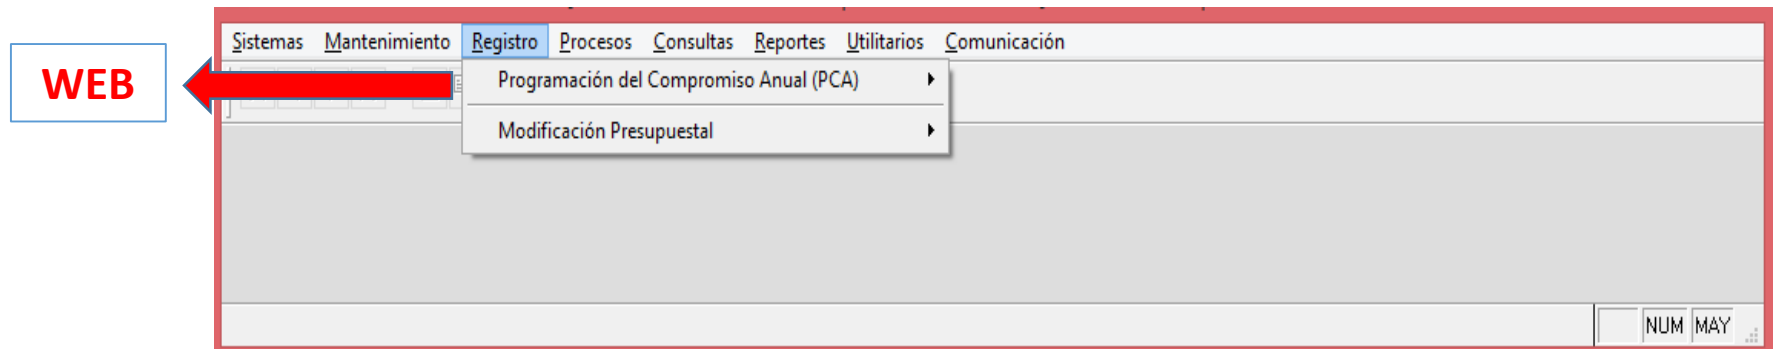 Sistemas Mantenimiento Registro Procesos Consultas Reportes Utilitarios Comunicación
WEB
Programación del Compromiso Anual (PCA)
Modificación Presupuestal
NUM MAY